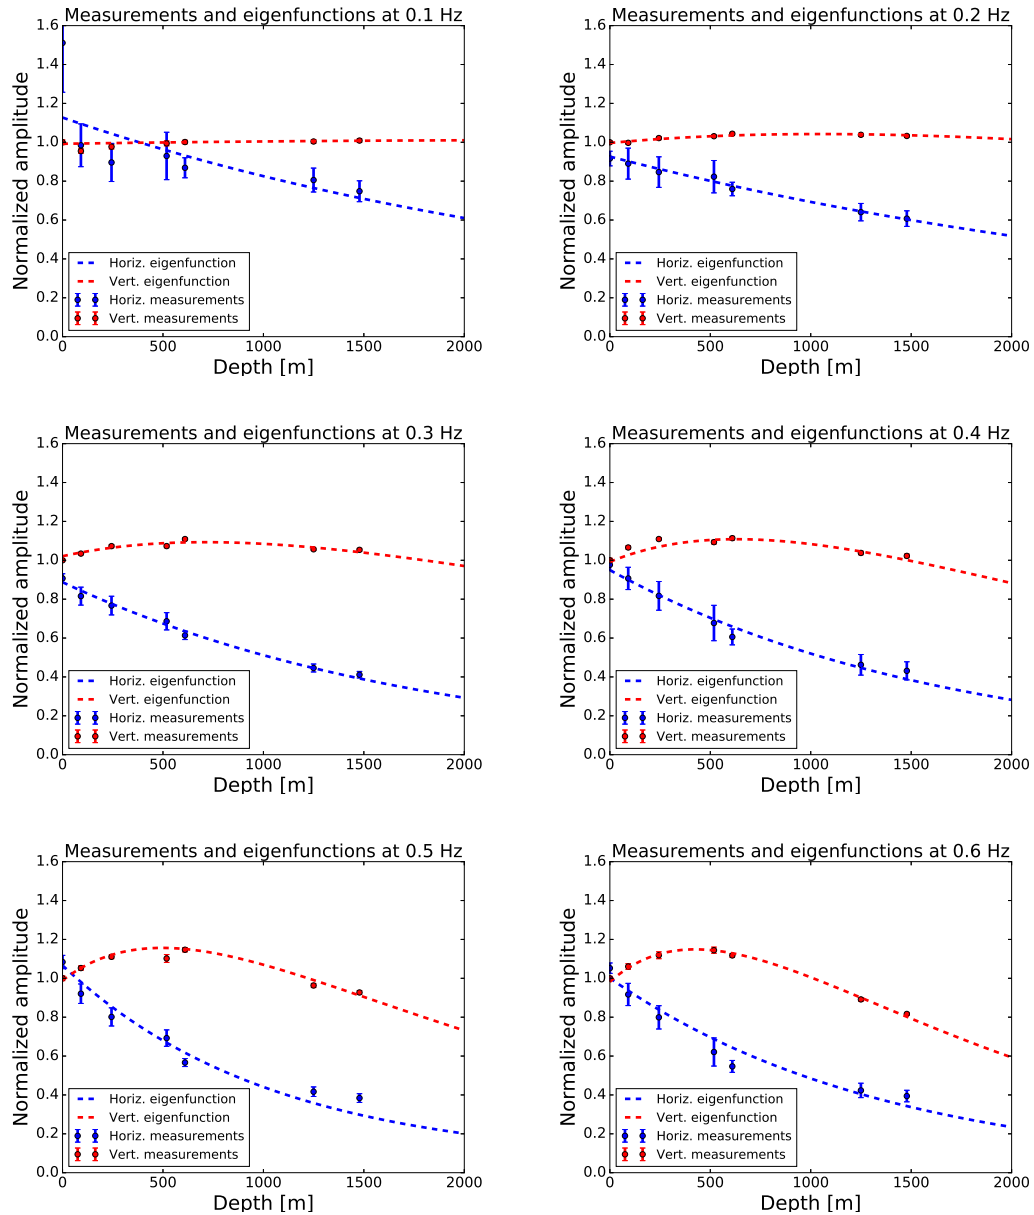 Measurements and eigenfunctions at 0.1 Hz
1.6
1.4
1.2
1.0
0.8
0.6
0.4
0.2
0.0
Normalized amplitude
Horiz. eigenfunction
Vert. eigenfunction
Horiz. measurements
Vert. measurements
0 500 1000 1500 2000
Depth [m]
Measurements and eigenfunctions at 0.2 Hz
1.6
1.4
1.2
1.0
0.8
0.6
0.4
0.2
0.0
Normalized amplitude
Horiz. eigenfunction
Vert. eigenfunction
Horiz. measurements
Vert. measurements
0 500 1000 1500 2000
Depth [m]
Measurements and eigenfunctions at 0.3 Hz
1.6
1.4
1.2
1.0
0.8
0.6
0.4
0.2
0.0
Normalized amplitude
Horiz. eigenfunction
Vert. eigenfunction
Horiz. measurements
Vert. measurements
0 500 1000 1500 2000
Depth [m]
Measurements and eigenfunctions at 0.4 Hz
1.6
1.4
1.2
1.0
0.8
0.6
0.4
0.2
0.0
Normalized amplitude
Horiz. eigenfunction
Vert. eigenfunction
Horiz. measurements
Vert. measurements
0 500 1000 1500 2000
Depth [m]
Measurements and eigenfunctions at 0.5 Hz
1.6
1.4
1.2
1.0
0.8
0.6
0.4
0.2
0.0
Normalized amplitude
Horiz. eigenfunction
Vert. eigenfunction
Horiz. measurements
Vert. measurements
0 500 1000 1500 2000
Depth [m]
Measurements and eigenfunctions at 0.6 Hz
1.6
1.4
1.2
1.0
0.8
0.6
0.4
0.2
0.0
Normalized amplitude
Horiz. eigenfunction
Vert. eigenfunction
Horiz. measurements
Vert. measurements
0 500 1000 1500 2000
Depth [m]